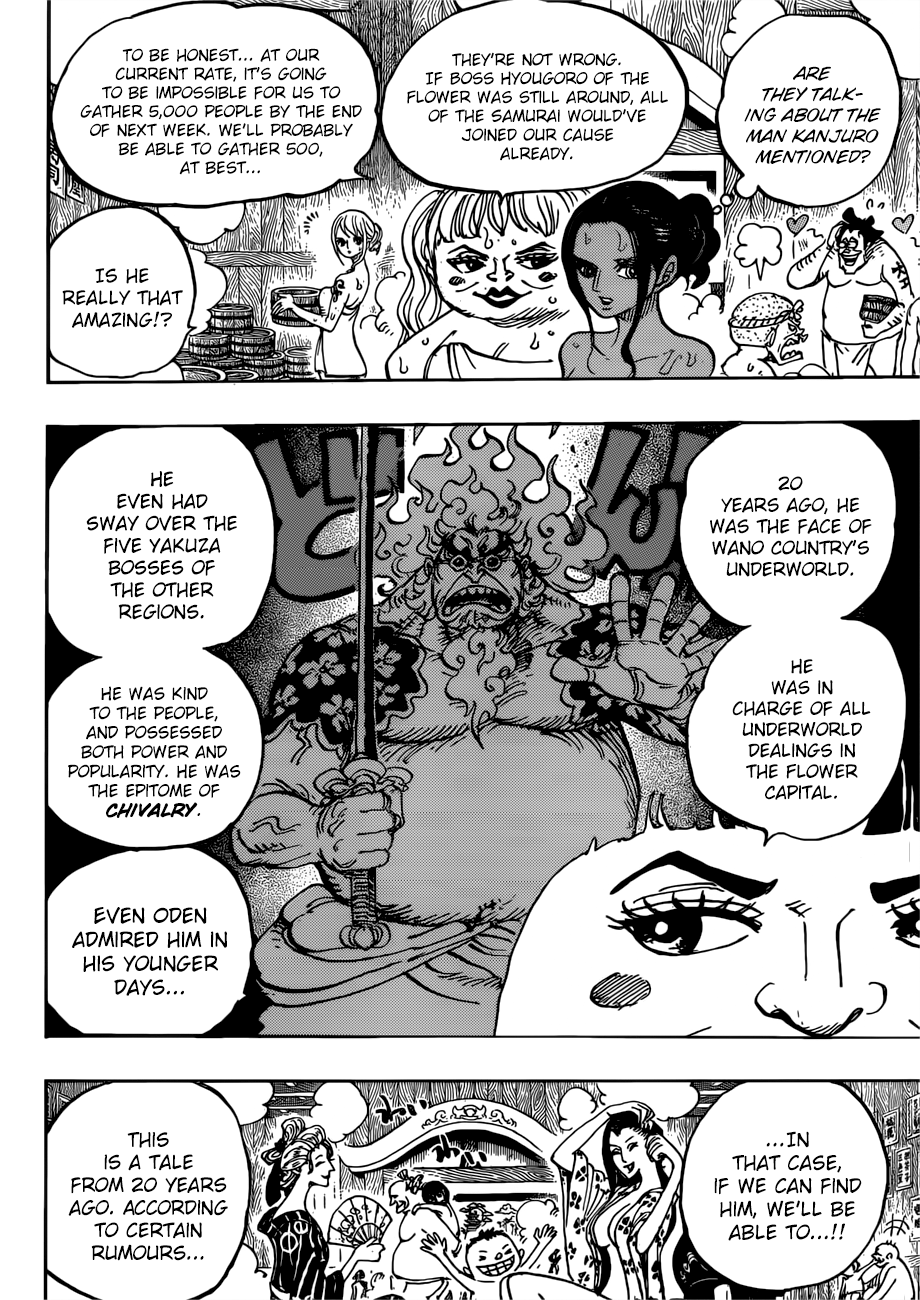 ARE
THEY TALK-
ING ABOUT THE
MAN KANJURO
MENTIONED?
THEY'RE NOT WRONG.
IF BOSS HYOUGORO OF THE
FLOWER WAS STILL AROUND, ALL
OF THE SAMURAI WOULD'VE
JOINED OUR CAUSE
ALREADY.
TO BE HONEST... AT OUR
CURRENT RATE, IT'S GOING
TO BE IMPOSSIBLE FOR US TO
GATHER 5,000 PEOPLE BY THE END
OF NEXT WEEK. WE'LL PROBABLY
BE ABLE TO GATHER 500,
AT BEST...
IS HE
REALLY THAT
AMAZING!?
20
YEARS AGO, HE
WAS THE FACE OF
WANO COUNTRY'S
UNDERWORLD.
HE
WAS IN
CHARGE OF ALL
UNDERWORLD
DEALINGS IN
THE FLOWER
CAPITAL.
HE
EVEN HAD
SWAY OVER THE
FIVE YAKUZA
BOSSES OF
THE OTHER
REGIONS.
HE WAS KIND
TO THE PEOPLE,
AND POSSESSED
BOTH POWER AND
POPULARITY. HE WAS
THE EPITOME OF
CHIVALRY.
EVEN ODEN
ADMIRED HIM IN
HIS YOUNGER
DAYS...
...IN
THAT CASE,
IF WE CAN FIND
HIM, WE'LL BE
ABLE TO...!!
わい
わい
THIS
IS A TALE
FROM 20 YEARS
AGO. ACCORDING
TO CERTAIN
RUMOURS...